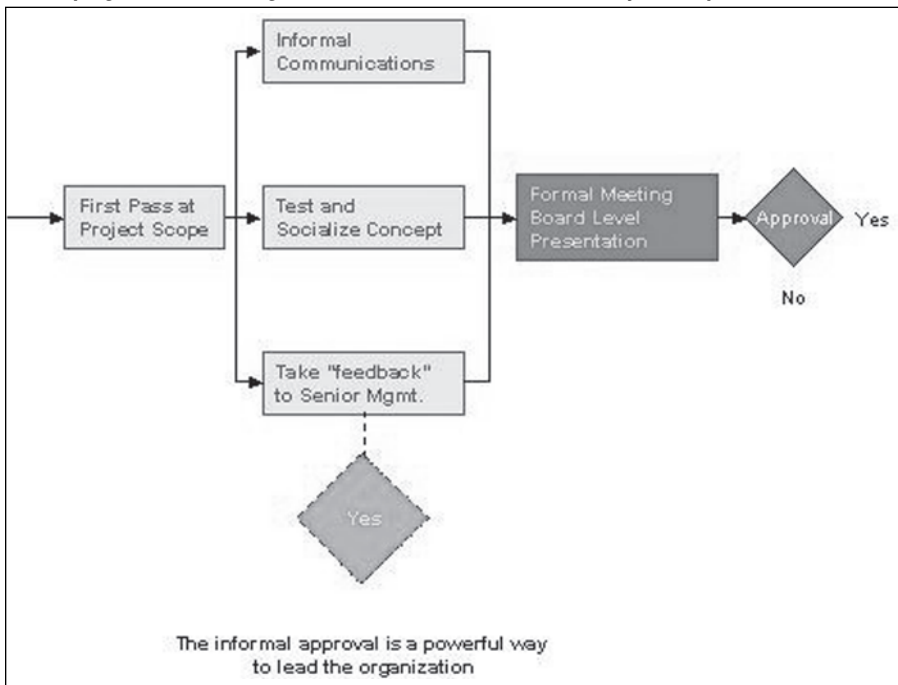 Informal
Communications
First Pass at
Project Scope
Test and
Socialize Concept
Formal Meeting
Board Level
Presentation
Approval
Yes
No
Take "feedback"
to Senior Mgmt.
Yes
The informal approval is a powerful way
to lead the organization